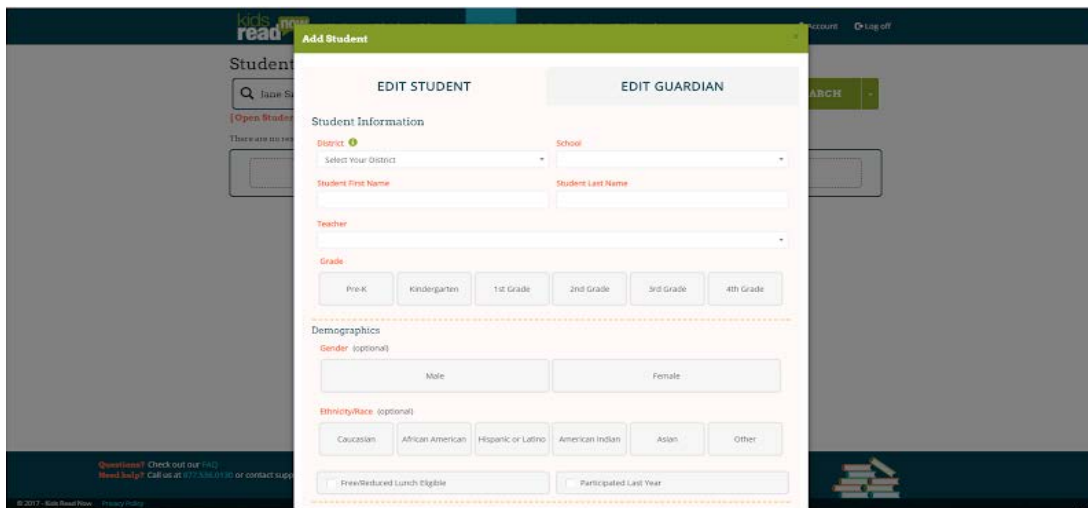 kids
read now
Account Log off
Add Student
Student
EDIT STUDENT EDIT GUARDIAN
Jane
ARCH
[Open Studen
Student Information
There are no res
District School
Select Your District
Student First Name Student Last Name
Teacher
Grade
Pre-K Kindergarten 1st Grade 2nd Grade 3rd Grade 4th Grade
Demographics
Gender (optional)
Male Female
Ethnicity/Race (optional)
Caucasian African American Hispanic or Latino American Indian Asian Other
Questions? Check out our FAQ
Need help? Call us at or contact supp
Free/Reduced Lunch Eligible Participated Last Year
© 2017 - Kids Read Now Privacy Policy